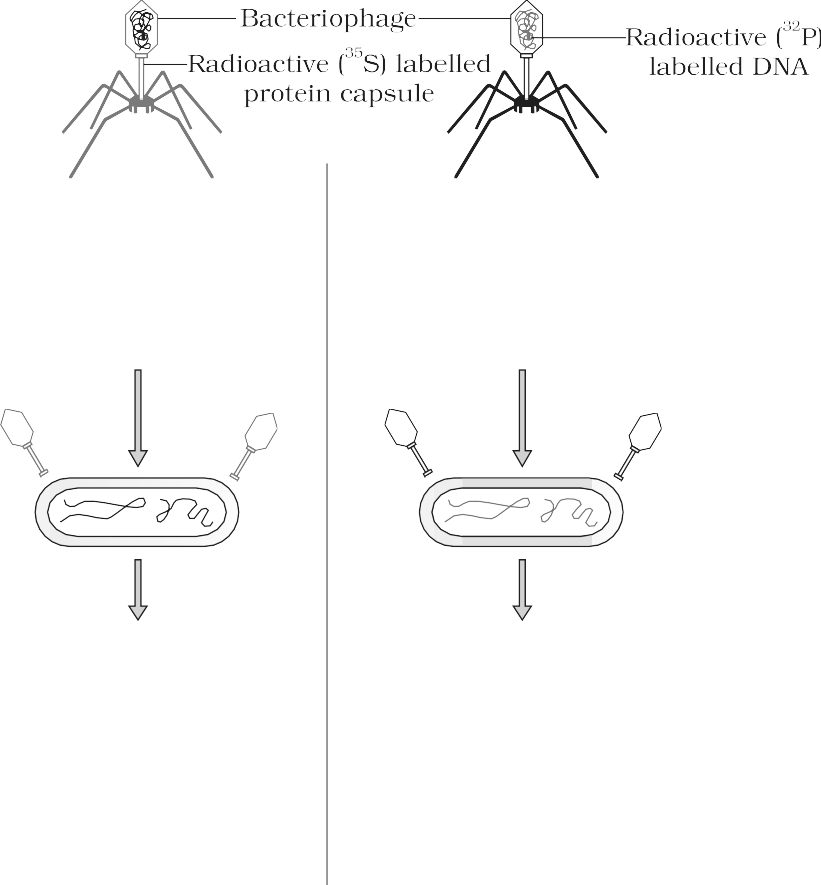 Bacteriophage
Radioactive (³²P)
labelled DNA
Radioactive (³⁵S) labelled
protein capsule